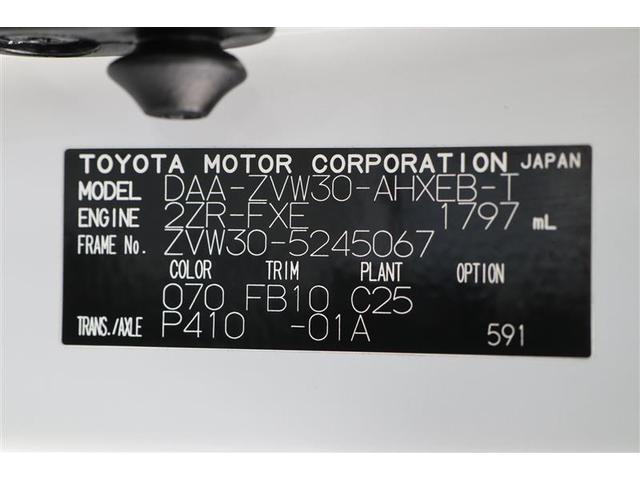 TOYOTA MOTOR CORPORATION JAPAN
MODEL DAA-ZVW30-AHXEB-T
ENGINE 2ZR-FXE 1797 mL
FRAME No. ZVW30-5245067
COLOR TRIM PLANT OPTION
070 FB10 C25
TRANS./AXLE P410 -01A 591